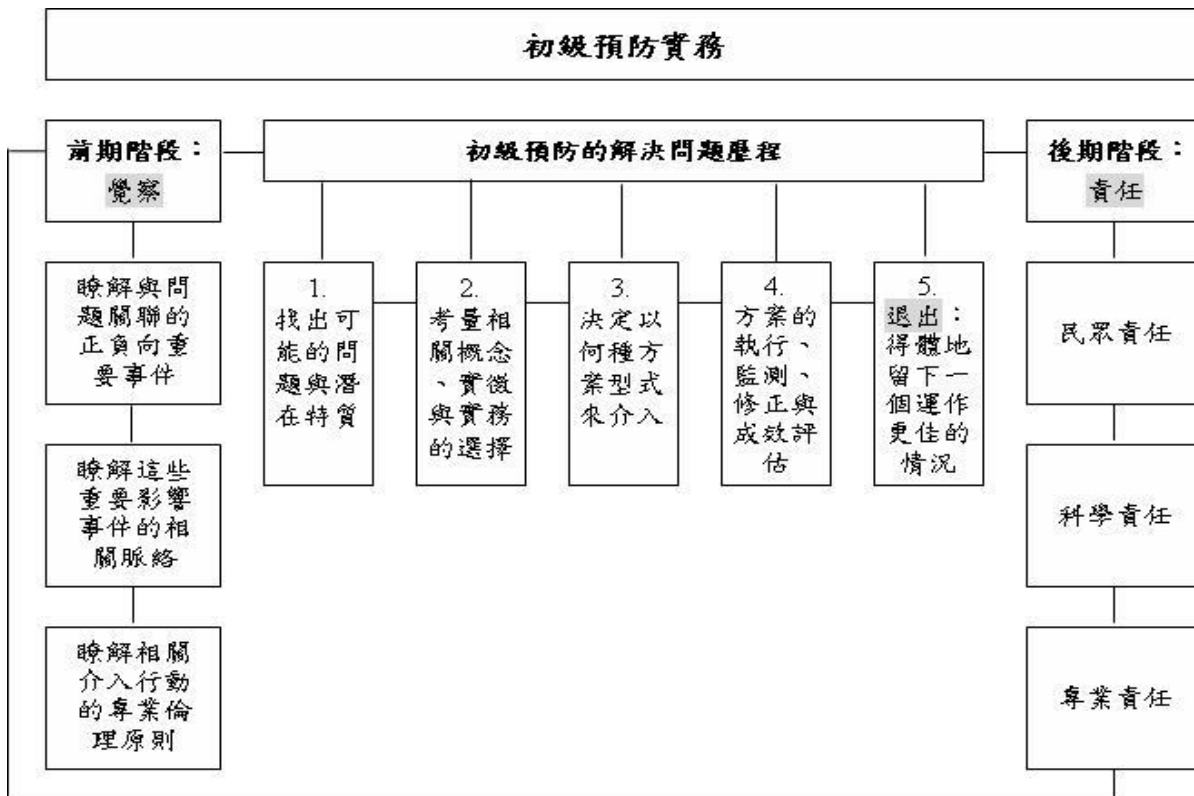 初級預防實務
前期階段：
覺察
瞭解與問
題關聯的
正負向重
要事件
瞭解這些
重要影響
事件的相
關脈絡
瞭解相關
介入行動
的專業倫
理原則
初級預防的解決問題歷程
1.
找出可
能的問
題與潛
在特質
2.
考量相
關概念
、實徵
與實務
的選擇
3.
決定以
何種方
案型式
來介入
4.
方案的
執行、
監測、
修正與
成效評
估
5.
退出：
得體地
留下一
個運作
更佳的
情況
後期階段：
責任
民眾責任
科學責任
專業責任